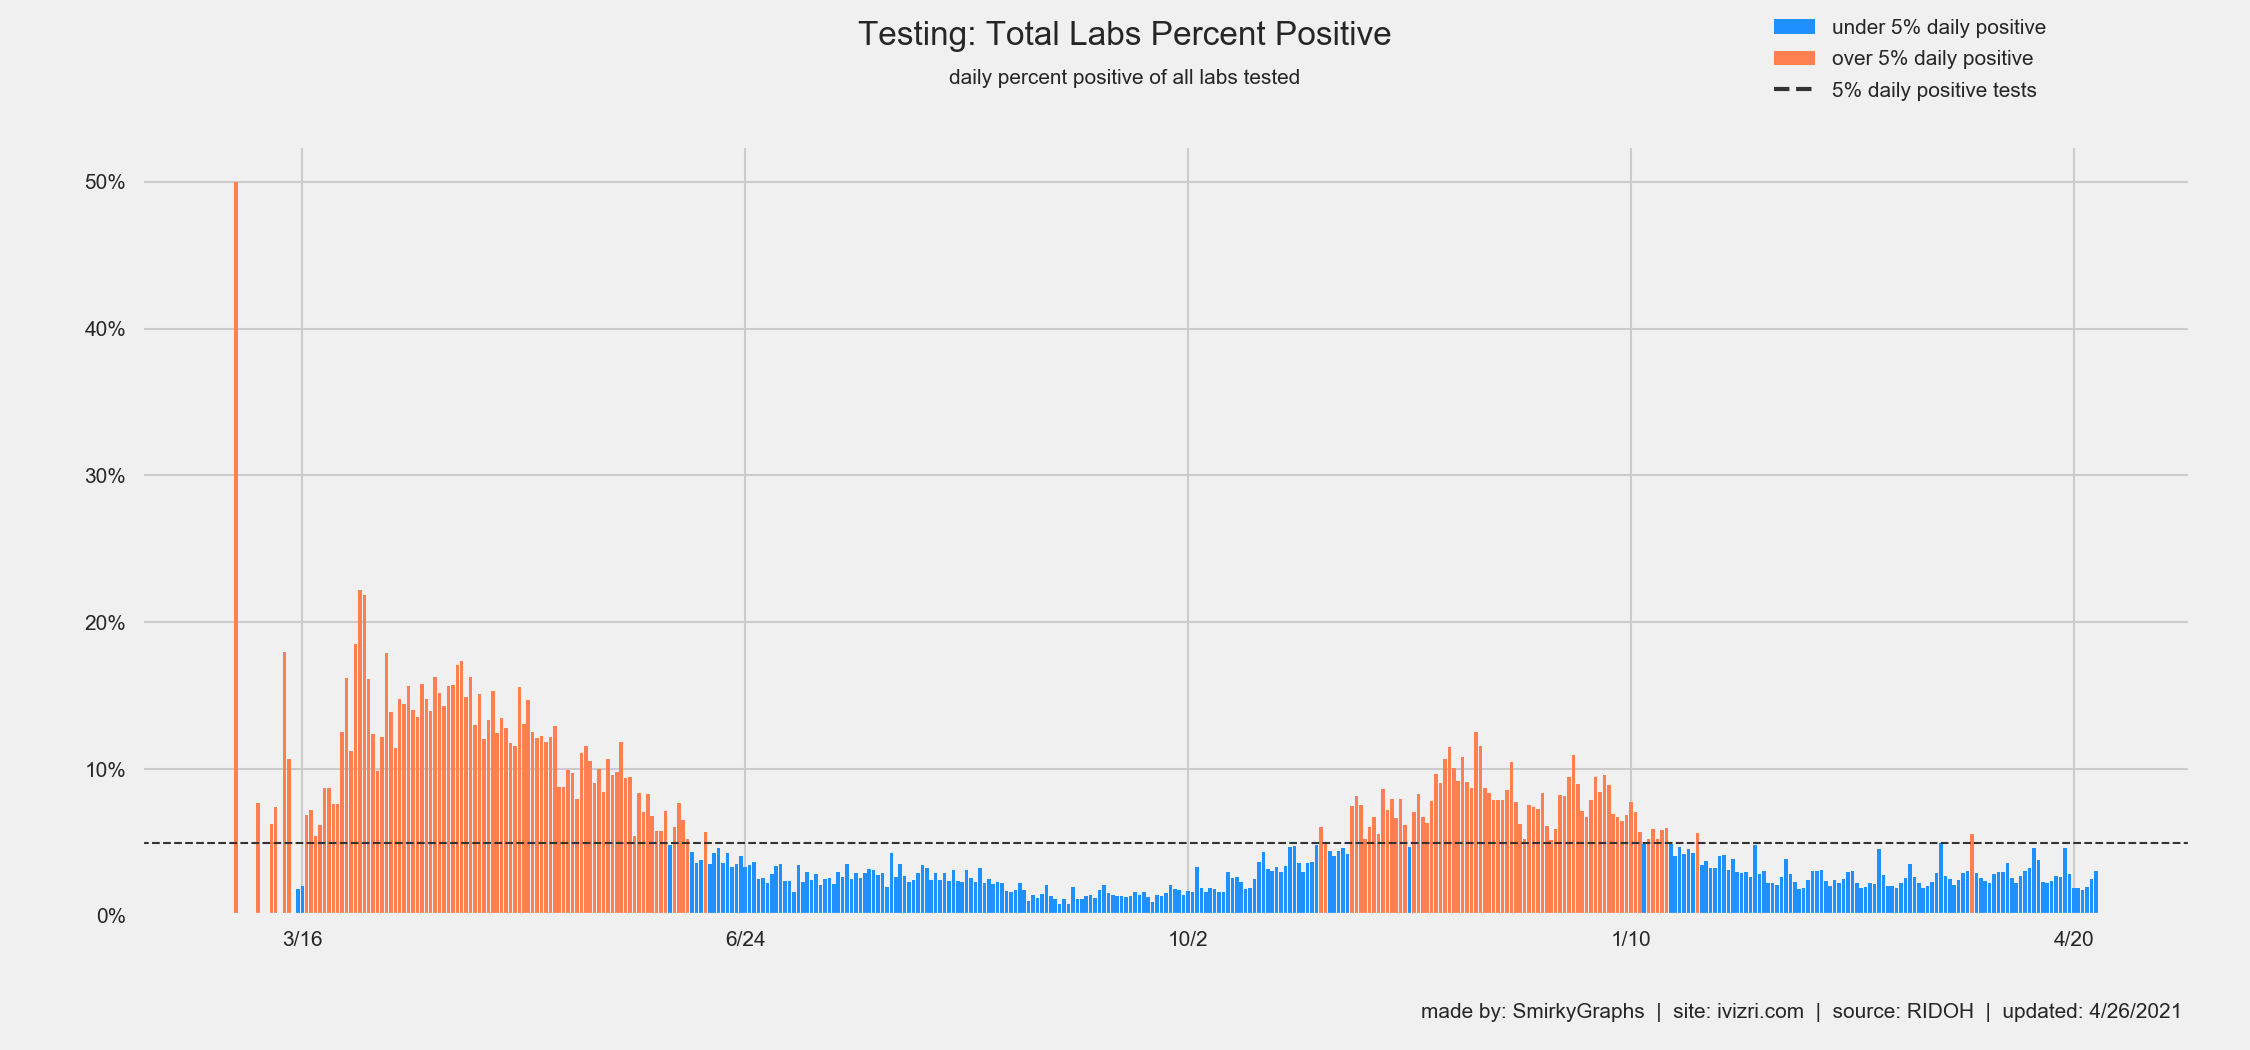 Testing: Total Labs Percent Positive
daily percent positive of all labs tested
under 5% daily positive
over 5% daily positive
5% daily positive tests
50%
40%
30%
20%
10%
0%
3/16
6/24
10/2
1/10
4/20
made by: SmirkyGraphs | site: ivizri.com | source: RIDOH | updated: 4/26/2021